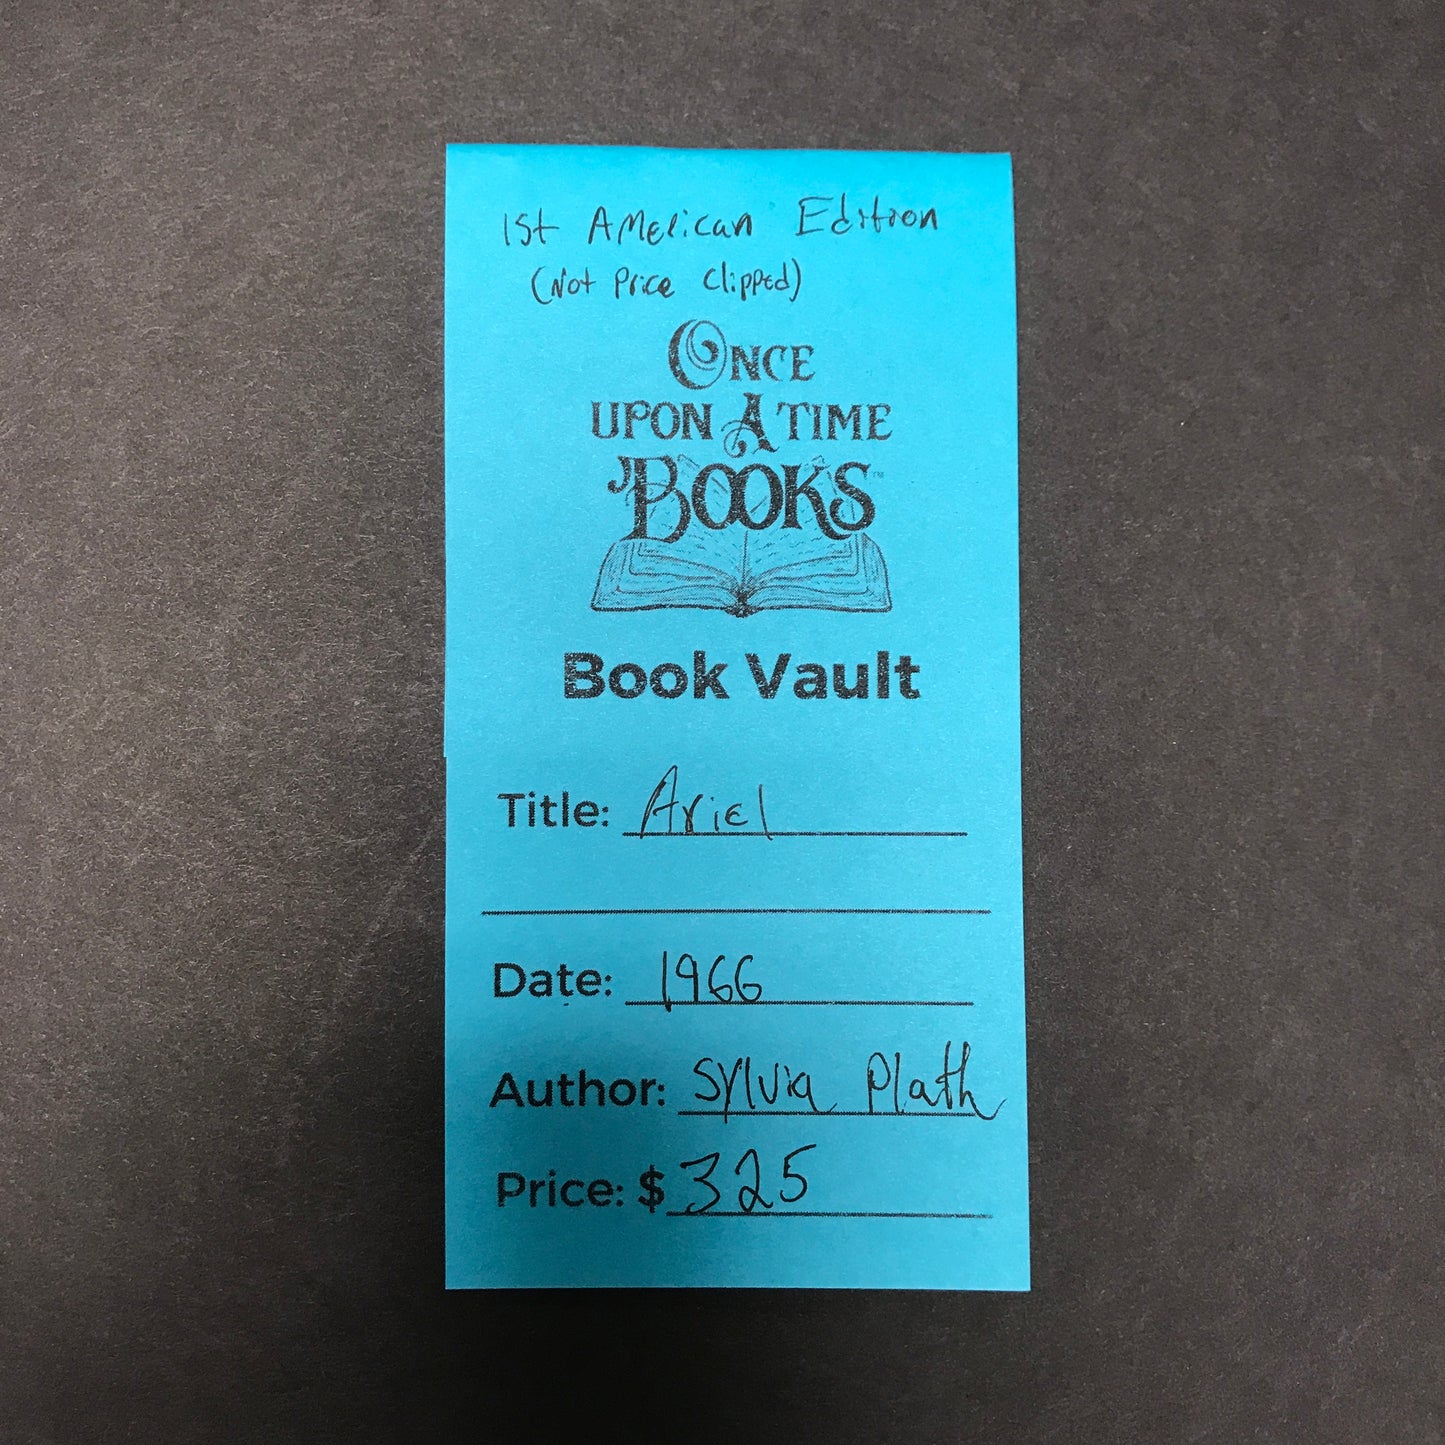 1st American Edition
(Not Price Clipped)
ONCE
UPON A TIME
BOOKS™
Book Vault
Title: Ariel
Date: 1966
Author: Sylvia Plath
Price: $325